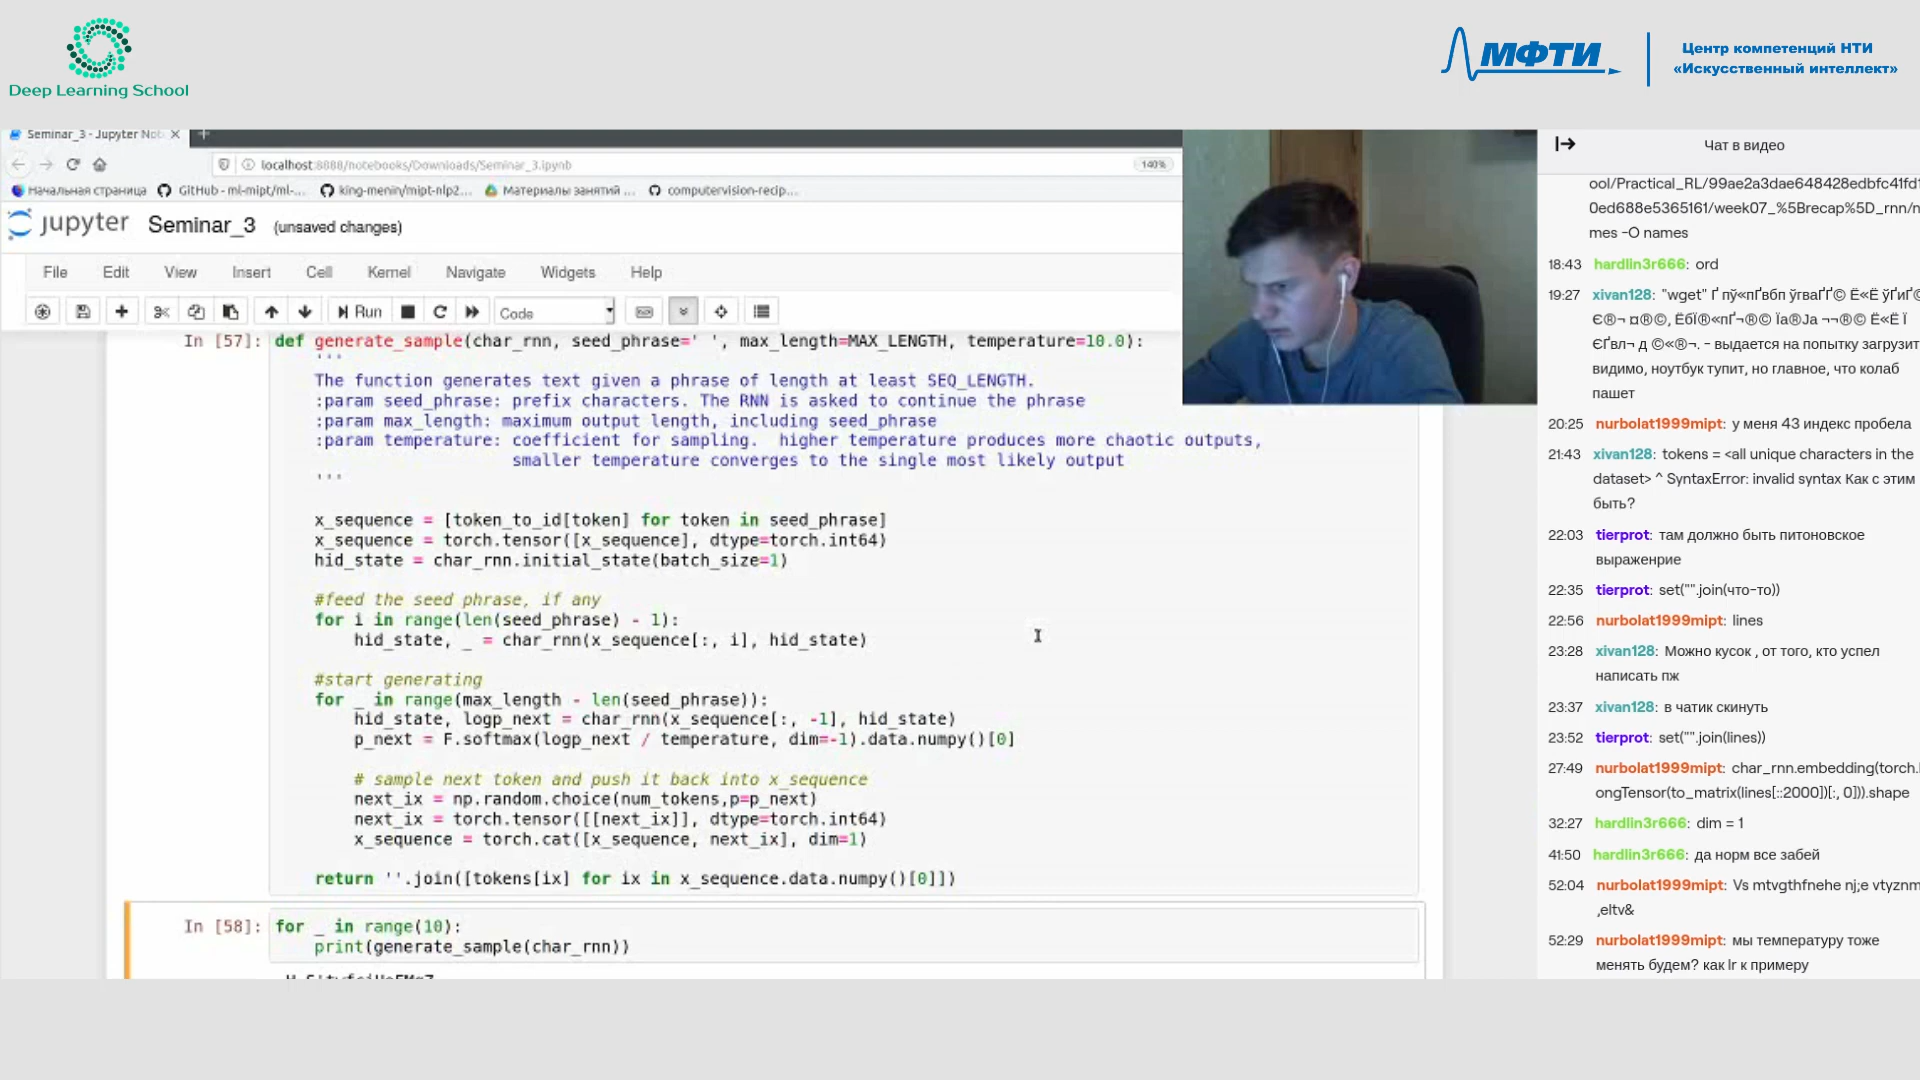 Deep Learning School
МФТИ
Центр компетенций НТИ
«Искусственный интеллект»
Seminar_3 - Jupyter Not
localhost:8888/notebooks/Downloads/Seminar_3.ipynb
140%
Начальная страница
GitHub - ml-mipt/ml-...
king-menin/mipt-nlp2...
Материалы занятий ...
computervision-recip...
jupyter Seminar_3 (unsaved changes)
File Edit View Insert Cell Kernel Navigate Widgets Help
Run
Code
In [57]: def generate_sample(char_rnn, seed_phrase=' ', max_length=MAX_LENGTH, temperature=10.0):
'''
The function generates text given a phrase of length at least SEQ_LENGTH.
:param seed_phrase: prefix characters. The RNN is asked to continue the phrase
:param max_length: maximum output length, including seed_phrase
:param temperature: coefficient for sampling.  higher temperature produces more chaotic outputs,
smaller temperature converges to the single most likely output
'''
x_sequence = [token_to_id[token] for token in seed_phrase]
x_sequence = torch.tensor([x_sequence], dtype=torch.int64)
hid_state = char_rnn.initial_state(batch_size=1)
#feed the seed phrase, if any
for i in range(len(seed_phrase) - 1):
hid_state, _ = char_rnn(x_sequence[:, i], hid_state)
#start generating
for _ in range(max_length - len(seed_phrase)):
hid_state, logp_next = char_rnn(x_sequence[:, -1], hid_state)
p_next = F.softmax(logp_next / temperature, dim=-1).data.numpy()[0]
# sample next token and push it back into x_sequence
next_ix = np.random.choice(num_tokens,p=p_next)
next_ix = torch.tensor([[next_ix]], dtype=torch.int64)
x_sequence = torch.cat([x_sequence, next_ix], dim=1)
return ''.join([tokens[ix] for ix in x_sequence.data.numpy()[0]])
In [58]: for _ in range(10):
print(generate_sample(char_rnn))
Чат в видео
ool/Practical_RL/99ae2a3dae648428edbfc41fd1
0ed688e5365161/week07_%5Brecap%5D_rnn/n
mes -O names
18:43 hardlin3r666: ord
19:27 xivan128:
выдается на попытку загрузит
видимо, ноутбук тупит, но главное, что колаб
пашет
20:25 nurbolat1999mipt: у меня 43 индекс пробела
21:43 xivan128: tokens = <all unique characters in the
dataset> ^ SyntaxError: invalid syntax Как с этим
быть?
22:03 tierprot: там должно быть питоновское
выраженрие
22:35 tierprot: set("".join(что-то))
22:56 nurbolat1999mipt: lines
23:28 xivan128: Можно кусок , от того, кто успел
написать пж
23:37 xivan128: в чатик скинуть
23:52 tierprot: set("".join(lines))
27:49 nurbolat1999mipt: char_rnn.embedding(torch.
ongTensor(to_matrix(lines[::2000])[:, 0])).shape
32:27 hardlin3r666: dim = 1
41:50 hardlin3r666: да норм все забей
52:04 nurbolat1999mipt: Vs mtvgthfnehe nj;e vtyznm
,eltv&
52:29 nurbolat1999mipt: мы температуру тоже
менять будем? как lr к примеру